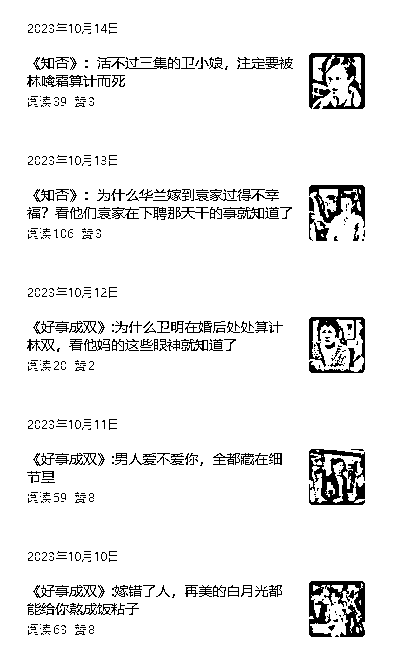 2023年10月14日
《知否》：活不过三集的卫小娘，注定要被
林噙霜算计而死
阅读39 赞3
2023年10月13日
《知否》：为什么华兰嫁到袁家过得不幸
福？看他们袁家在下聘那天干的事就知道了
阅读106 赞3
2023年10月12日
《好事成双》:为什么卫明在婚后处处算计
林双，看他妈的这些眼神就知道了
阅读20 赞2
2023年10月11日
《好事成双》:男人爱不爱你，全都藏在细
节里
阅读59 赞8
2023年10月10日
《好事成双》:嫁错了人，再美的白月光都
能给你熬成饭粘子
阅读63 赞8